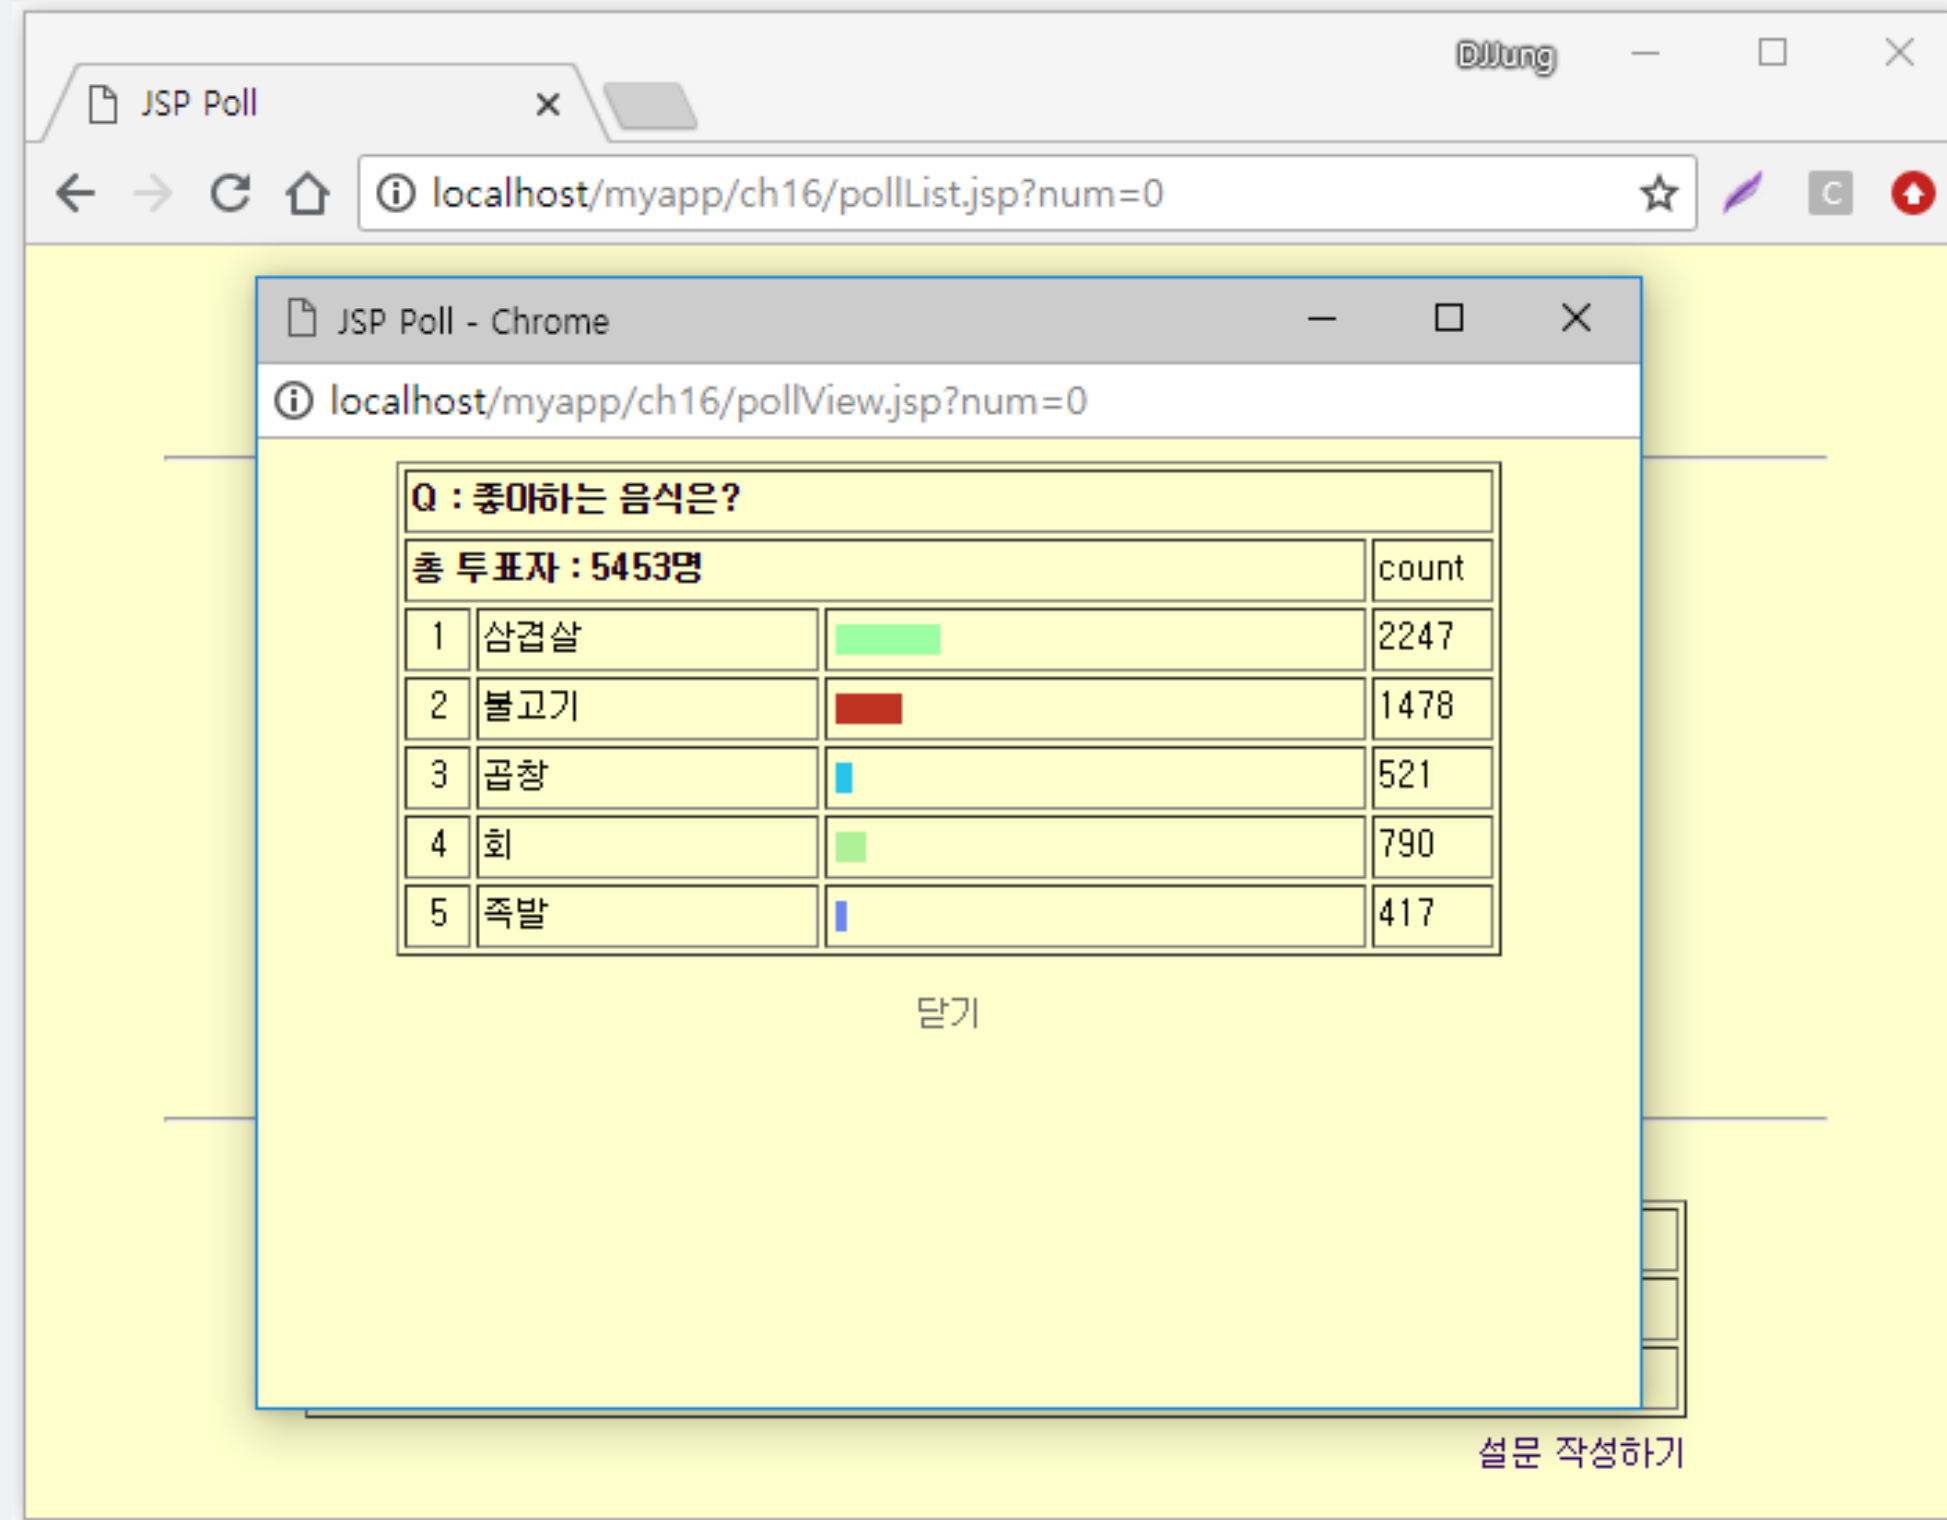 DJJung
JSP Poll
localhost/myapp/ch16/pollList.jsp?num=0
C
JSP Poll - Chrome
localhost/myapp/ch16/pollView.jsp?num=0
Q : 좋아하는 음식은?
총 투표자 : 5453명 count
1 삼겹살 2247
2 불고기 1478
3 곱창 521
4 회 790
5 족발 417
닫기
설문 작성하기